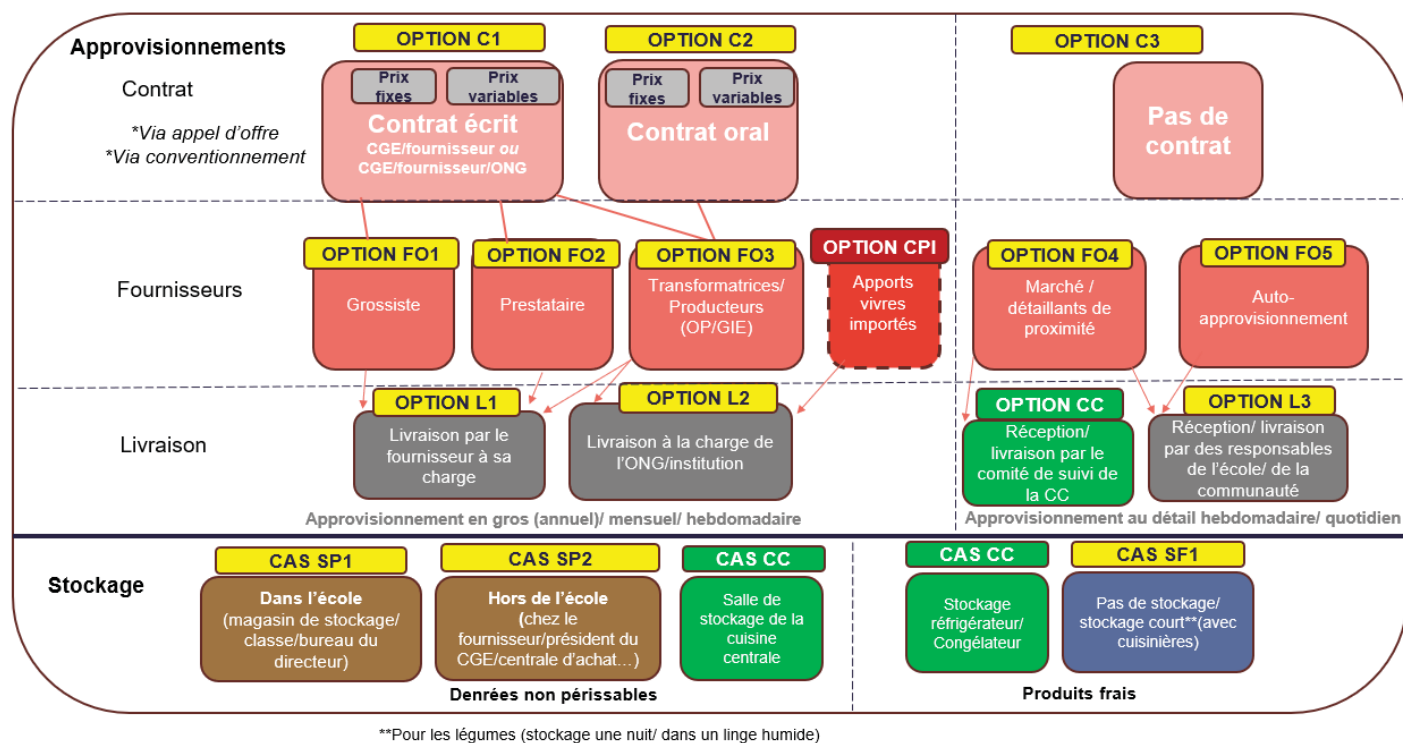 Approvisionnements
OPTION C1
OPTION C2
OPTION C3
Contrat
*Via appel d’offre
*Via conventionnement
Prix
fixes
Prix
variables
Contrat écrit
CGE/fournisseur ou
CGE/fournisseur/ONG
Prix
fixes
Prix
variables
Contrat oral
Pas de
contrat
Fournisseurs
OPTION FO1
Grossiste
OPTION FO2
Prestataire
OPTION FO3
Transformatrices/
Producteurs
(OP/GIE)
OPTION CPI
Apports
vivres
importés
OPTION FO4
Marché /
détaillants de
proximité
OPTION FO5
Auto-
approvisionnement
Livraison
OPTION L1
Livraison par le
fournisseur à sa
charge
OPTION L2
Livraison à la charge de
l’ONG/institution
OPTION CC
Réception/
livraison par le
comité de suivi de
la CC
OPTION L3
Réception/ livraison
par des responsables
de l’école/ de la
communauté
Approvisionnement en gros (annuel)/ mensuel/ hebdomadaire
Approvisionnement au détail hebdomadaire/ quotidien
Stockage
CAS SP1
Dans l’école
(magasin de stockage/
classe/bureau du
directeur)
CAS SP2
Hors de l’école
(chez le
fournisseur/président du
CGE/centrale d’achat…)
CAS CC
Salle de
stockage de la
cuisine
centrale
CAS CC
Stockage
réfrigérateur/
Congélateur
CAS SF1
Pas de stockage/
stockage court**(avec
cuisinières)
Denrées non périssables
Produits frais
**Pour les légumes (stockage une nuit/ dans un linge humide)